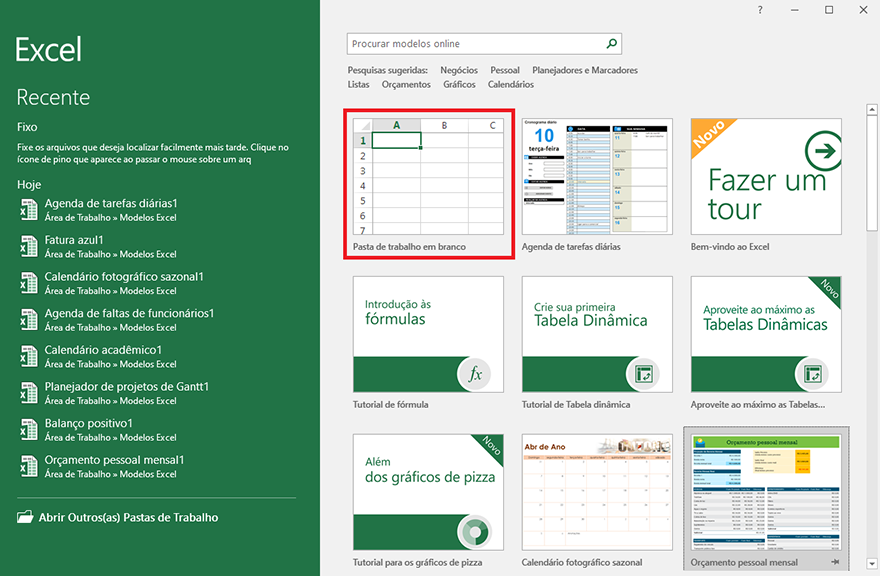 Excel
Recente
Fixo
Fixe os arquivos que deseja localizar facilmente mais tarde. Clique no
ícone de pino que aparece ao passar o mouse sobre um arq
Hoje
Agenda de tarefas diárias1
Área de Trabalho » Modelos Excel
Fatura azul1
Área de Trabalho » Modelos Excel
Calendário fotográfico sazonal1
Área de Trabalho » Modelos Excel
Agenda de faltas de funcionários1
Área de Trabalho » Modelos Excel
Calendário acadêmico1
Área de Trabalho » Modelos Excel
Planejador de projetos de Gantt1
Área de Trabalho » Modelos Excel
Balanço positivo1
Área de Trabalho » Modelos Excel
Orçamento pessoal mensal1
Área de Trabalho » Modelos Excel
Abrir Outros(as) Pastas de Trabalho
?
Procurar modelos online
Pesquisas sugeridas: Negócios Pessoal Planejadores e Marcadores
Listas Orçamentos Gráficos Calendários
A B C
1
2
3
4
5
6
7
Pasta de trabalho em branco
Cronograma diário
10
terça-feira
Agenda de tarefas diárias
Novo
Fazer um
tour
Bem-vindo ao Excel
Introdução às
fórmulas
fx
Tutorial de fórmula
Crie sua primeira
Tabela Dinâmica
Tutorial de Tabela dinâmica
Novo
Aproveite ao máximo as
Tabelas Dinâmicas
Aproveite ao máximo as Tabelas...
Novo
Além
dos gráficos de pizza
Tutorial para os gráficos de pizza
Abr de Ano
Calendário fotográfico sazonal
Orçamento pessoal mensal
Orçamento pessoal mensal